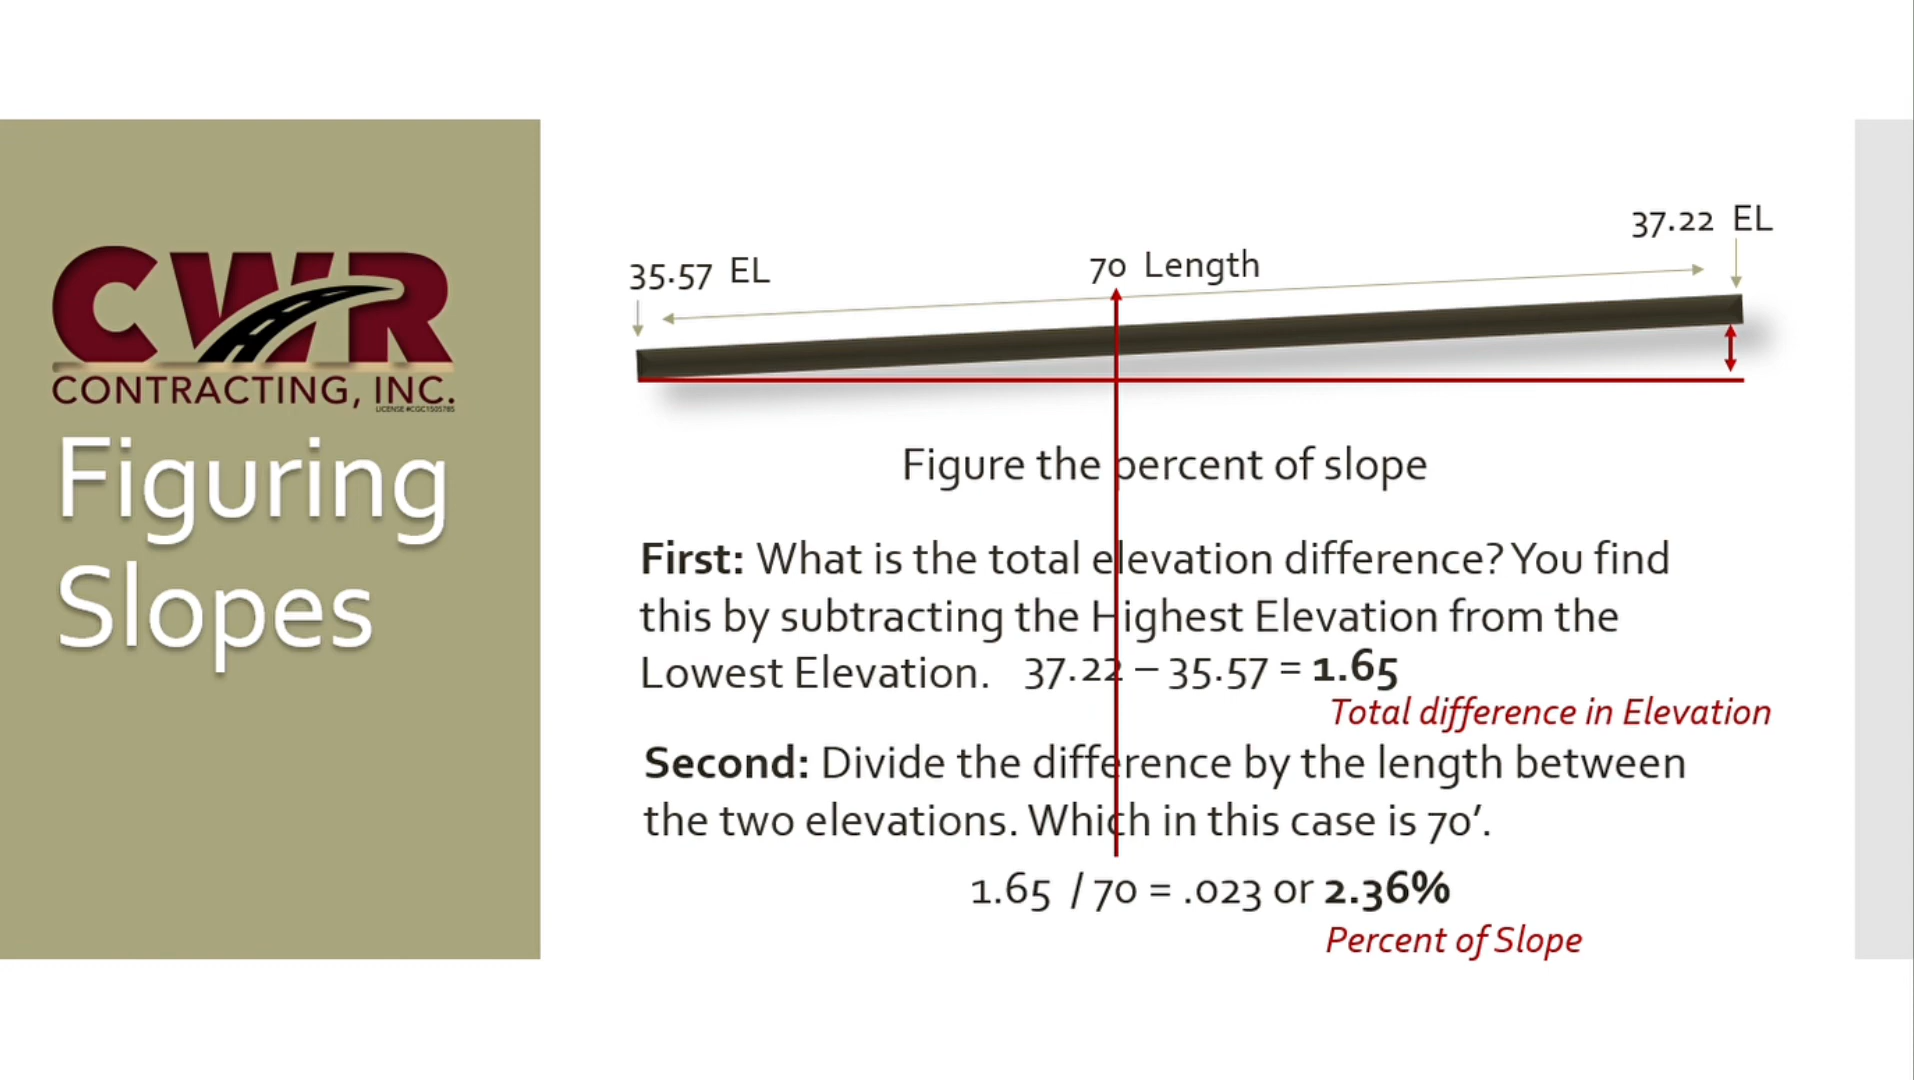 CWR
CONTRACTING, INC.
LICENSE #CGC1505785
Figuring
Slopes
37.22 EL
35.57 EL
70 Length
Figure the percent of slope
First: What is the total elevation difference? You find
this by subtracting the Highest Elevation from the
Lowest Elevation. 37.22 – 35.57 = 1.65
Total difference in Elevation
Second: Divide the difference by the length between
the two elevations. Which in this case is 70’.
1.65 / 70 = .023 or 2.36%
Percent of Slope